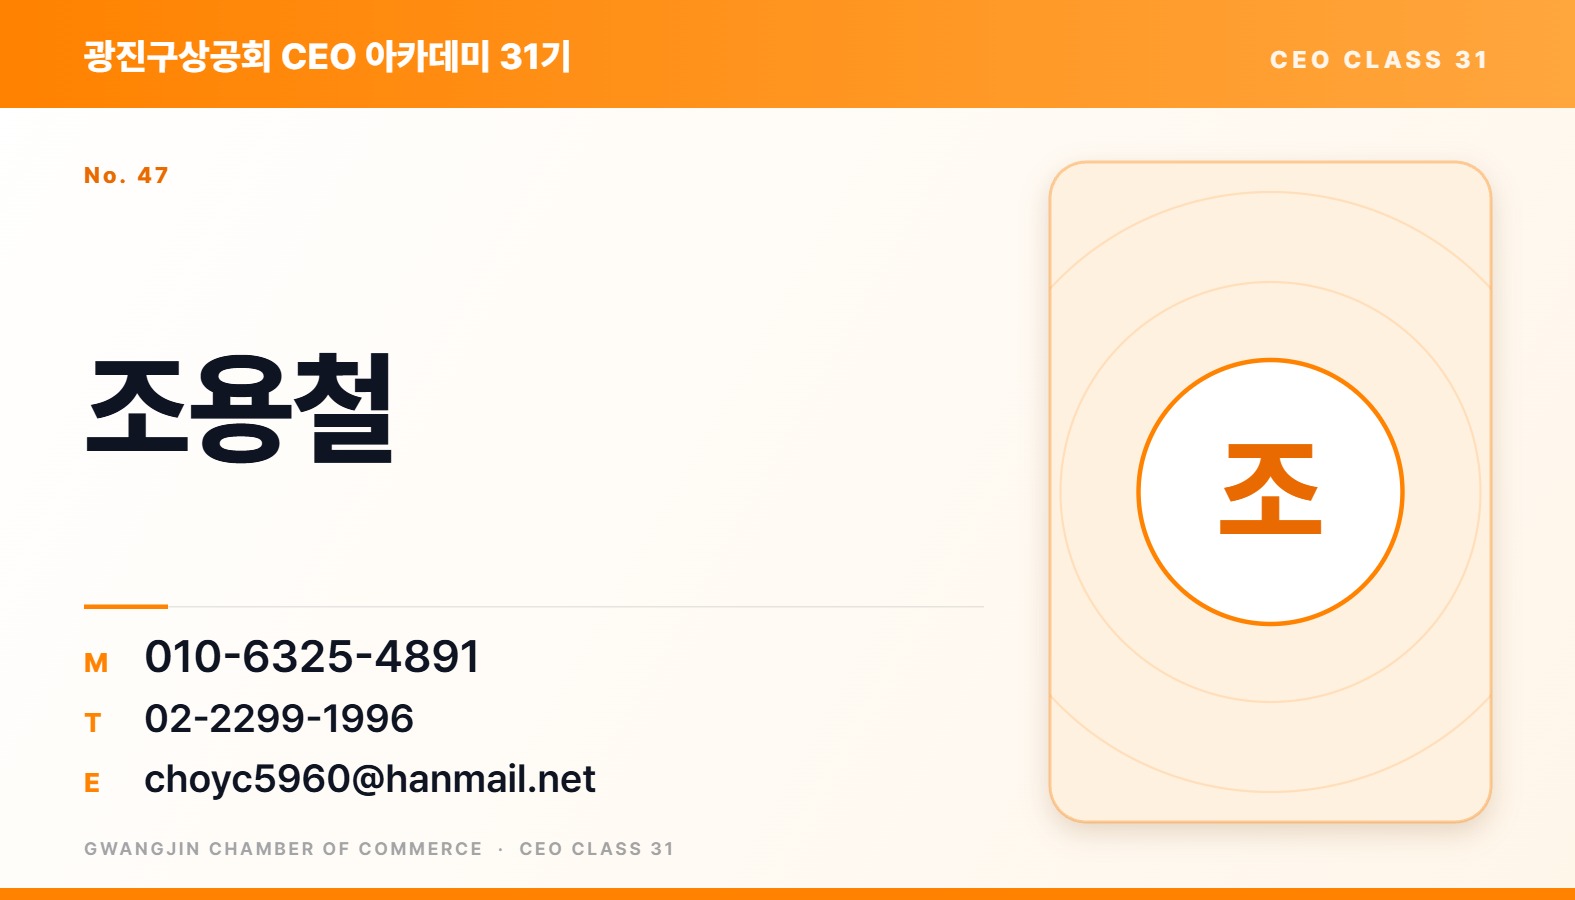 광진구상공회 CEO 아카데미 31기
CEO CLASS 31
No. 47
조용철
조
M 010-6325-4891
T 02-2299-1996
E choyc5960@hanmail.net
GWANGJIN CHAMBER OF COMMERCE · CEO CLASS 31